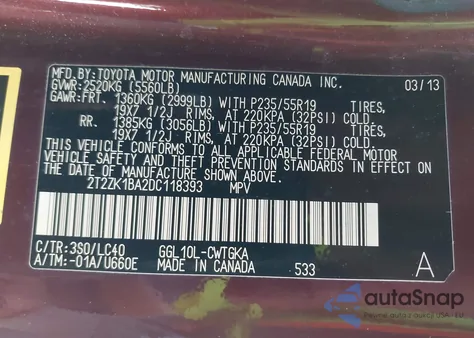 MFD. BY:TOYOTA MOTOR MANUFACTURING CANADA INC. 03/13
GVWR:2520KG (5560LB)
GAWR:FRT. 1360KG (2999LB) WITH P235/55R19 TIRES,
19X7 1/2J RIMS, AT 220KPA (32PSI) COLD.
RR. 1385KG (3056LB) WITH P235/55R19 TIRES,
19X7 1/2J RIMS, AT 220KPA (32PSI) COLD.
THIS VEHICLE CONFORMS TO ALL APPLICABLE FEDERAL MOTOR
VEHICLE SAFETY AND THEFT PREVENTION STANDARDS IN EFFECT ON
THE DATE OF MANUFACTURE SHOWN ABOVE.
2T2ZK1BA2DC118393 MPV
C/TR:3S0/LC40 GGL10L-CWTGKA
A/TM:-01A/U660E MADE IN CANADA 533 A
autoSnap